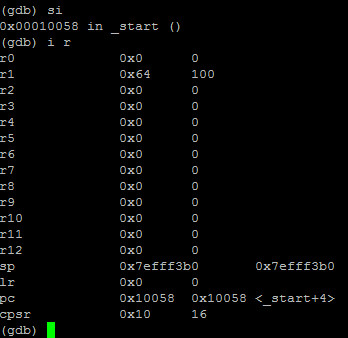 (gdb) si
0x00010058 in _start ()
(gdb) i r
r0 0x0 0
r1 0x64 100
r2 0x0 0
r3 0x0 0
r4 0x0 0
r5 0x0 0
r6 0x0 0
r7 0x0 0
r8 0x0 0
r9 0x0 0
r10 0x0 0
r11 0x0 0
r12 0x0 0
sp 0x7efff3b0 0x7efff3b0
lr 0x0 0
pc 0x10058 0x10058 <_start+4>
cpsr 0x10 16
(gdb)